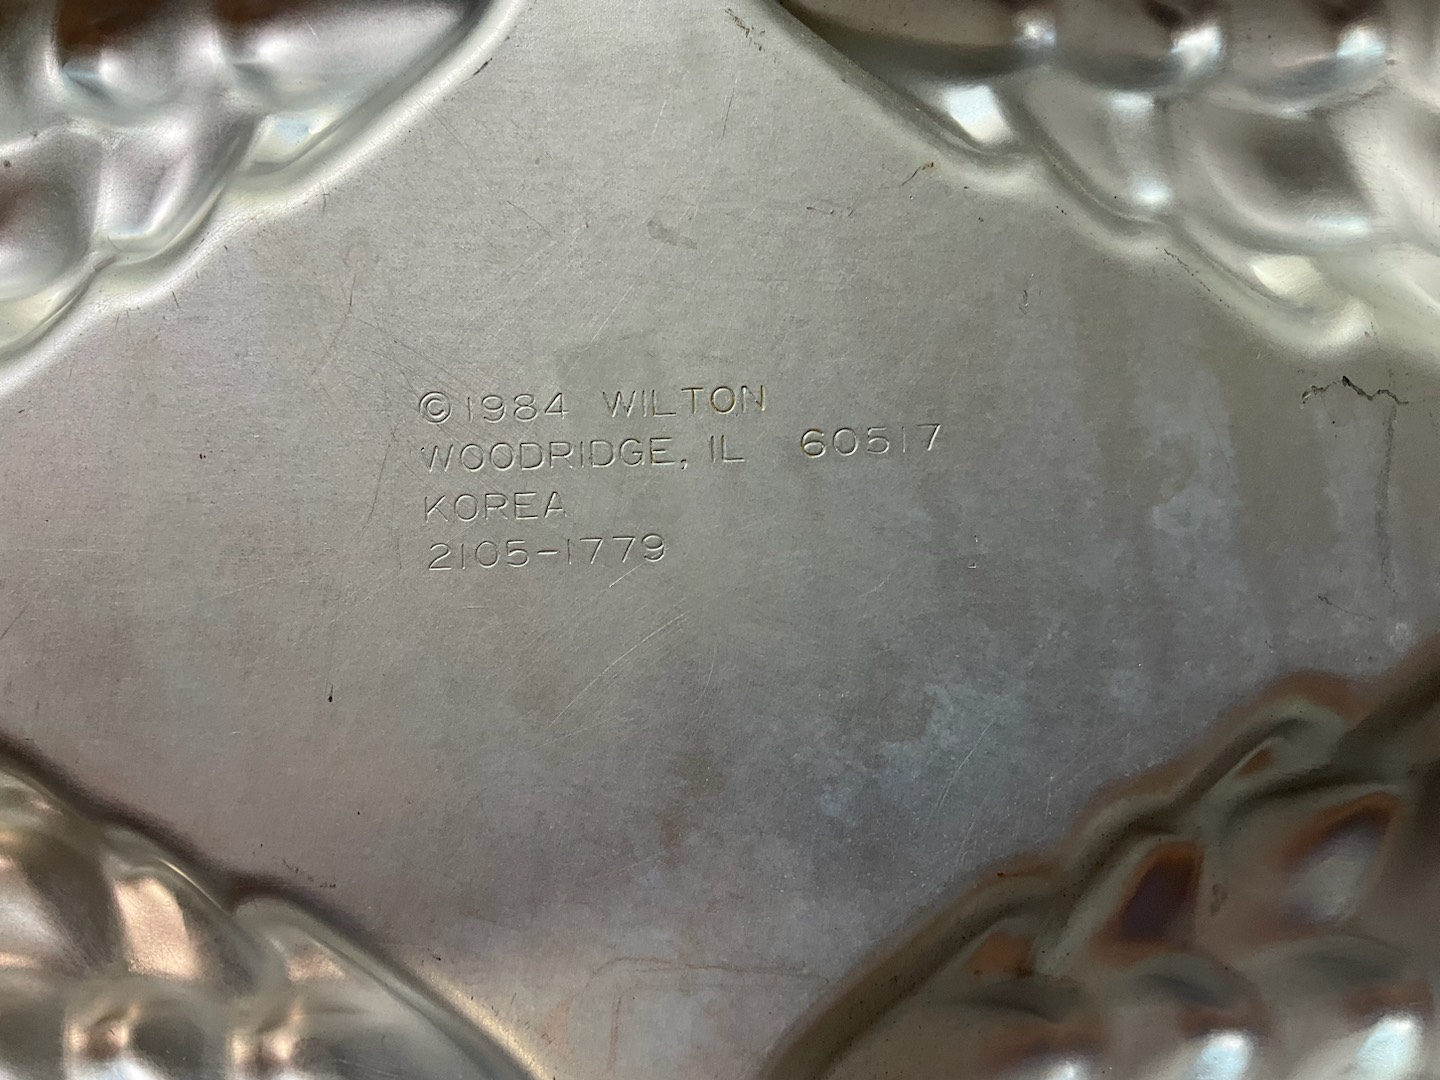 ©1984 WILTON
WOODRIDGE, IL 60517
KOREA
2105-1779